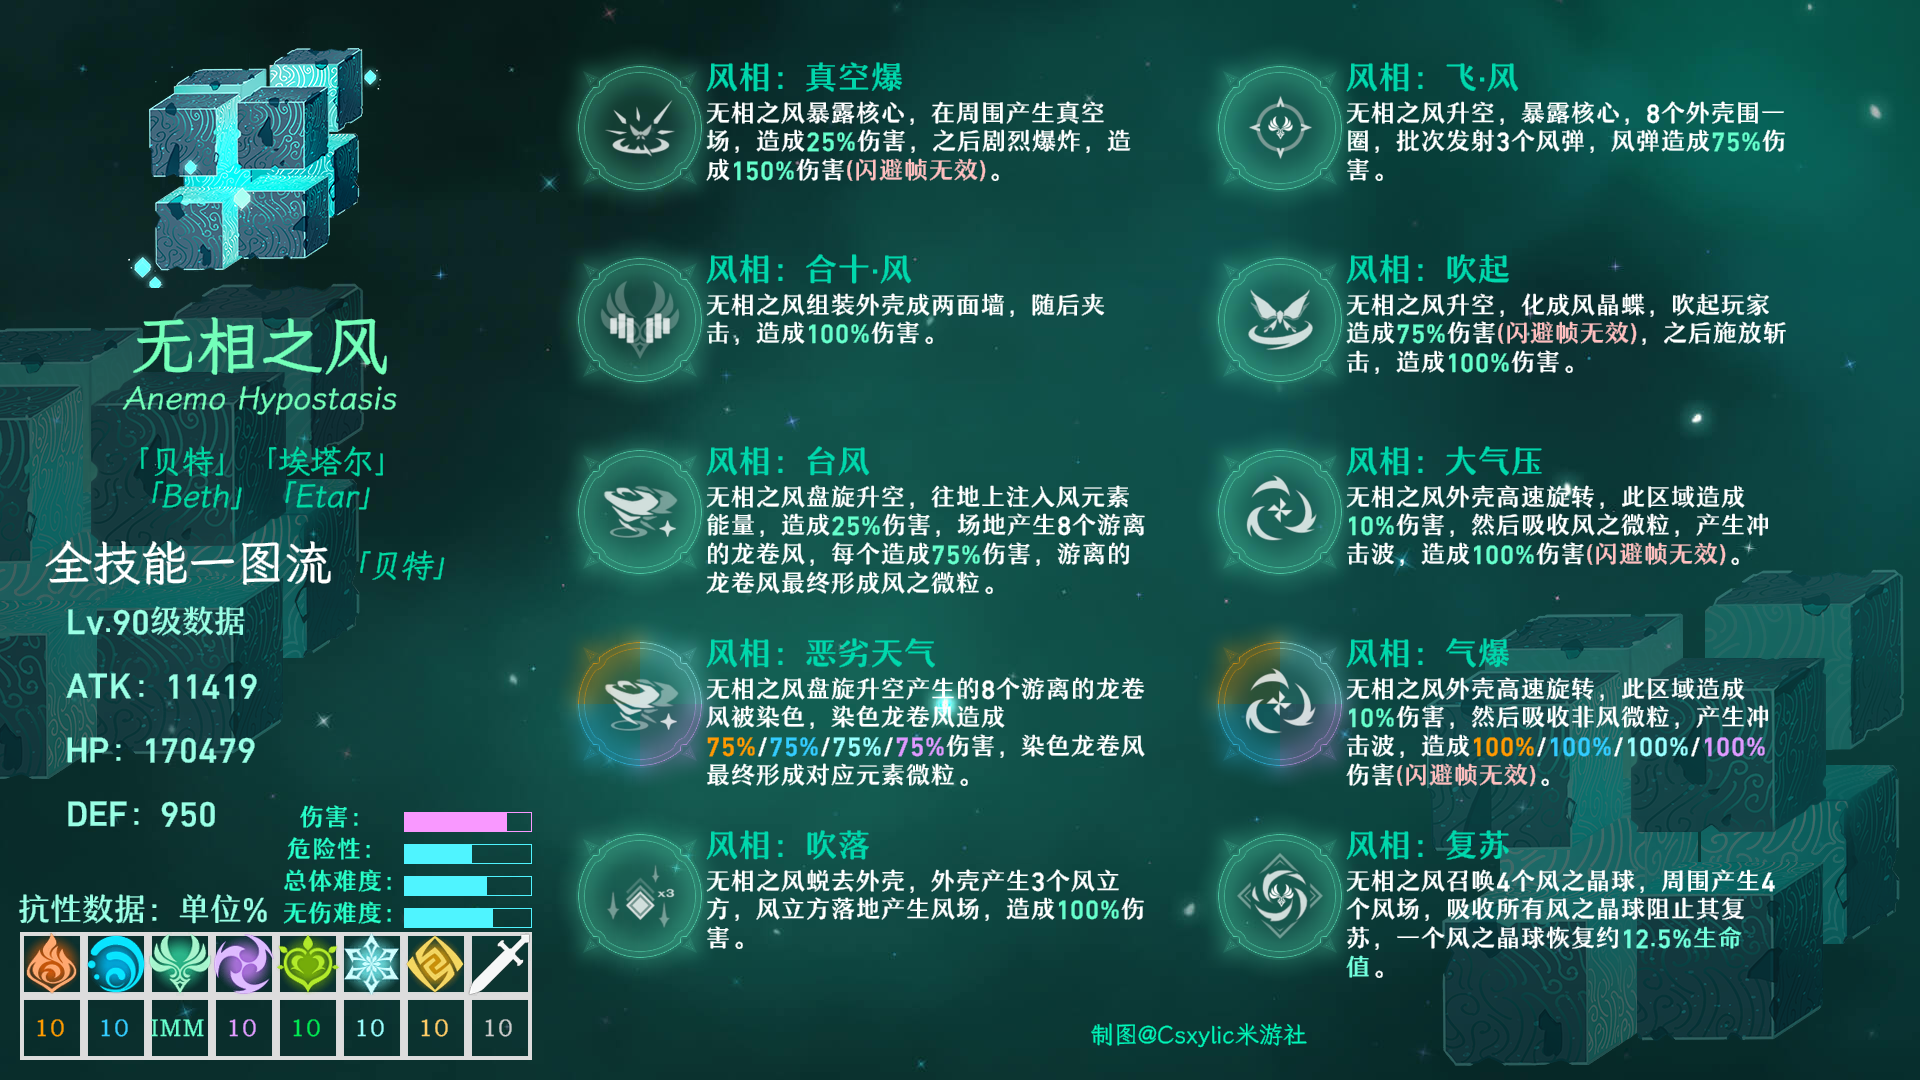 无相之风
Anemo Hypostasis
「贝特」「埃塔尔」
「Beth」「Etar」
全技能一图流「贝特」
Lv.90级数据
ATK：11419
HP：170479
DEF：950
伤害：
危险性：
总体难度：
无伤难度：
抗性数据：单位%
10 10 IMM 10 10 10 10 10
风相：真空爆
无相之风暴露核心，在周围产生真空
场，造成25%伤害，之后剧烈爆炸，造
成150%伤害(闪避帧无效)。
风相：合十·风
无相之风组装外壳成两面墙，随后夹
击，造成100%伤害。
风相：台风
无相之风盘旋升空，往地上注入风元素
能量，造成25%伤害，场地产生8个游离
的龙卷风，每个造成75%伤害，游离的
龙卷风最终形成风之微粒。
风相：恶劣天气
无相之风盘旋升空产生的8个游离的龙卷
风被染色，染色龙卷风造成
75%/75%/75%/75%伤害，染色龙卷风
最终形成对应元素微粒。
风相：吹落
x3
无相之风蜕去外壳，外壳产生3个风立
方，风立方落地产生风场，造成100%伤
害。
风相：飞·风
无相之风升空，暴露核心，8个外壳围一
圈，批次发射3个风弹，风弹造成75%伤
害。
风相：吹起
无相之风升空，化成风晶蝶，吹起玩家
造成75%伤害(闪避帧无效)，之后施放斩
击，造成100%伤害。
风相：大气压
无相之风外壳高速旋转，此区域造成
10%伤害，然后吸收风之微粒，产生冲
击波，造成100%伤害(闪避帧无效)。
风相：气爆
无相之风外壳高速旋转，此区域造成
10%伤害，然后吸收非风微粒，产生冲
击波，造成100%/100%/100%/100%
伤害(闪避帧无效)。
风相：复苏
无相之风召唤4个风之晶球，周围产生4
个风场，吸收所有风之晶球阻止其复
苏，一个风之晶球恢复约12.5%生命
值。
制图@Csxylic米游社